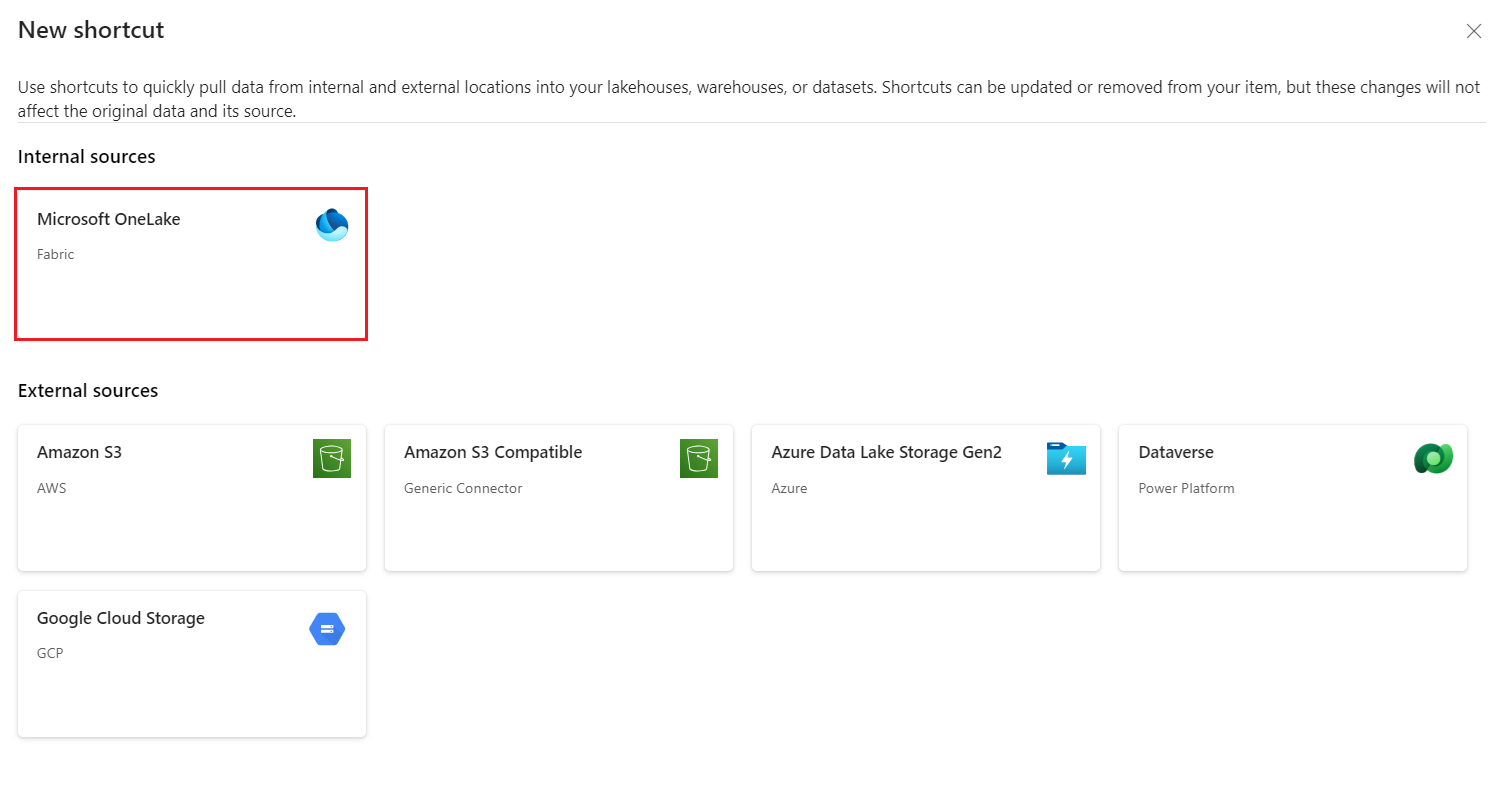 New shortcut
Use shortcuts to quickly pull data from internal and external locations into your lakehouses, warehouses, or datasets. Shortcuts can be updated or removed from your item, but these changes will not
affect the original data and its source.
Internal sources
Microsoft OneLake
Fabric
External sources
Amazon S3
AWS
Amazon S3 Compatible
Generic Connector
Azure Data Lake Storage Gen2
Azure
Dataverse
Power Platform
Google Cloud Storage
GCP